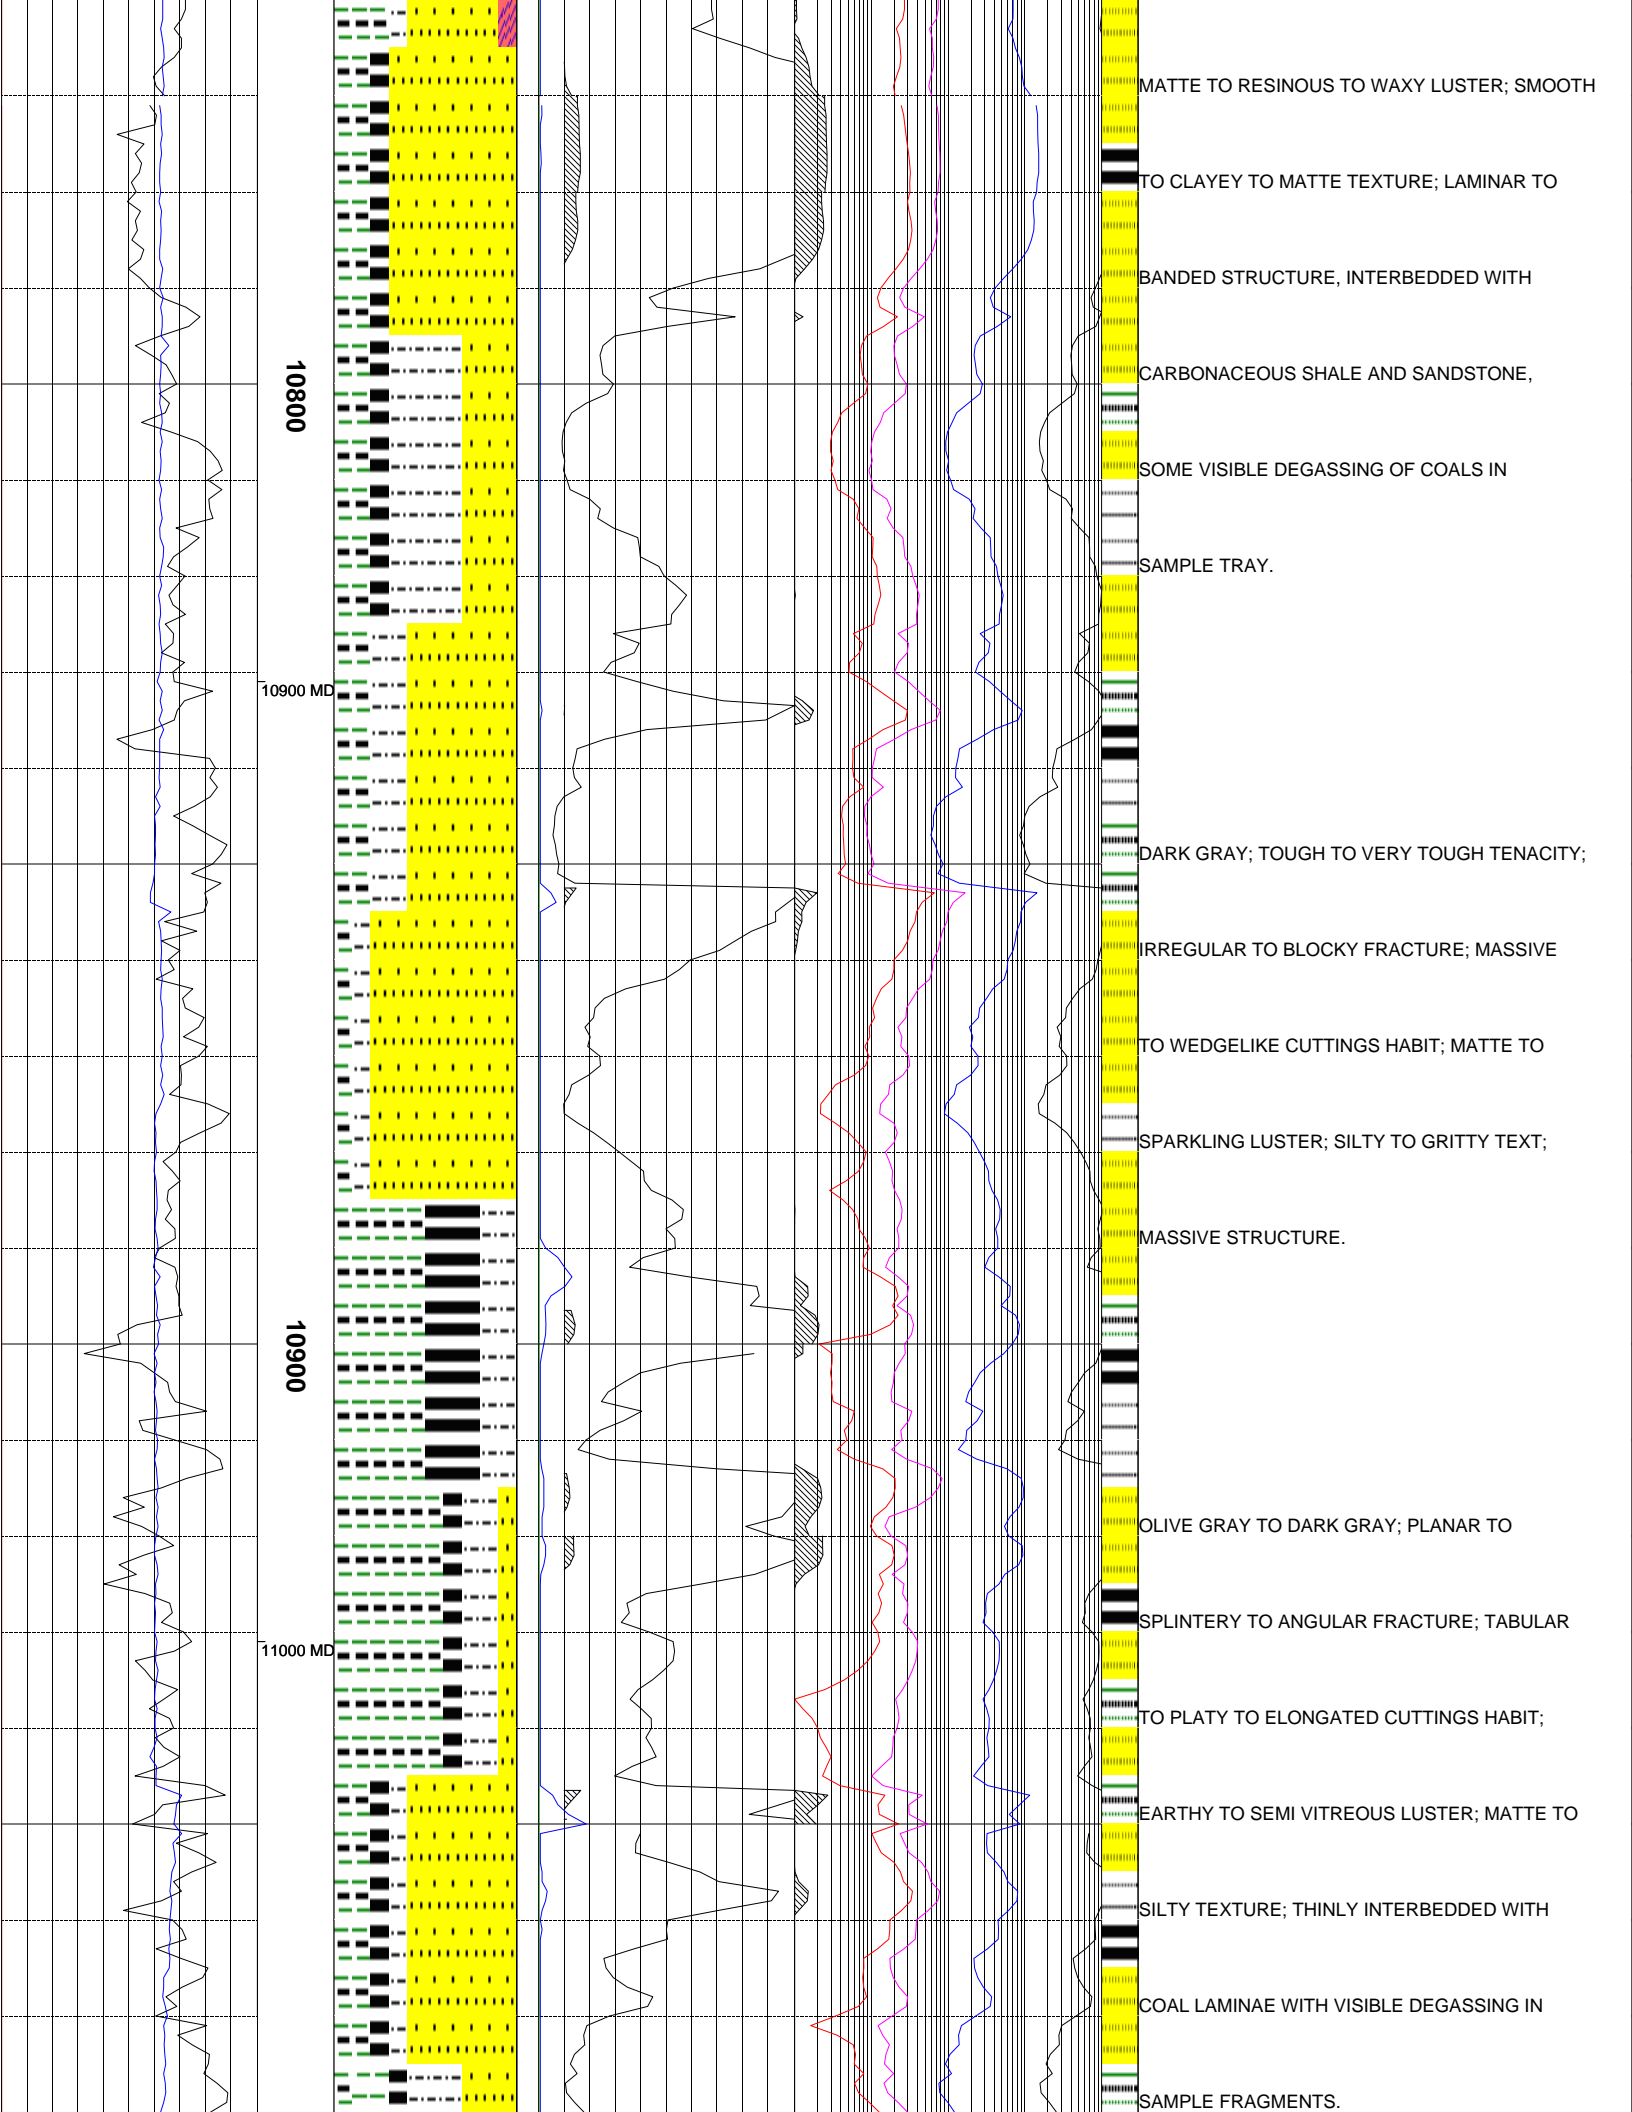 MATTE TO RESINOUS TO WAXY LUSTER; SMOOTH
TO CLAYEY TO MATTE TEXTURE; LAMINAR TO
BANDED STRUCTURE, INTERBEDDED WITH
10800
CARBONACEOUS SHALE AND SANDSTONE,
SOME VISIBLE DEGASSING OF COALS IN
SAMPLE TRAY.
10900 MD
DARK GRAY; TOUGH TO VERY TOUGH TENACITY;
IRREGULAR TO BLOCKY FRACTURE; MASSIVE
TO WEDGELIKE CUTTINGS HABIT; MATTE TO
SPARKLING LUSTER; SILTY TO GRITTY TEXT;
MASSIVE STRUCTURE.
10900
OLIVE GRAY TO DARK GRAY; PLANAR TO
SPLINTERY TO ANGULAR FRACTURE; TABULAR
11000 MD
TO PLATY TO ELONGATED CUTTINGS HABIT;
EARTHY TO SEMI VITREOUS LUSTER; MATTE TO
SILTY TEXTURE; THINLY INTERBEDDED WITH
COAL LAMINAE WITH VISIBLE DEGASSING IN
SAMPLE FRAGMENTS.